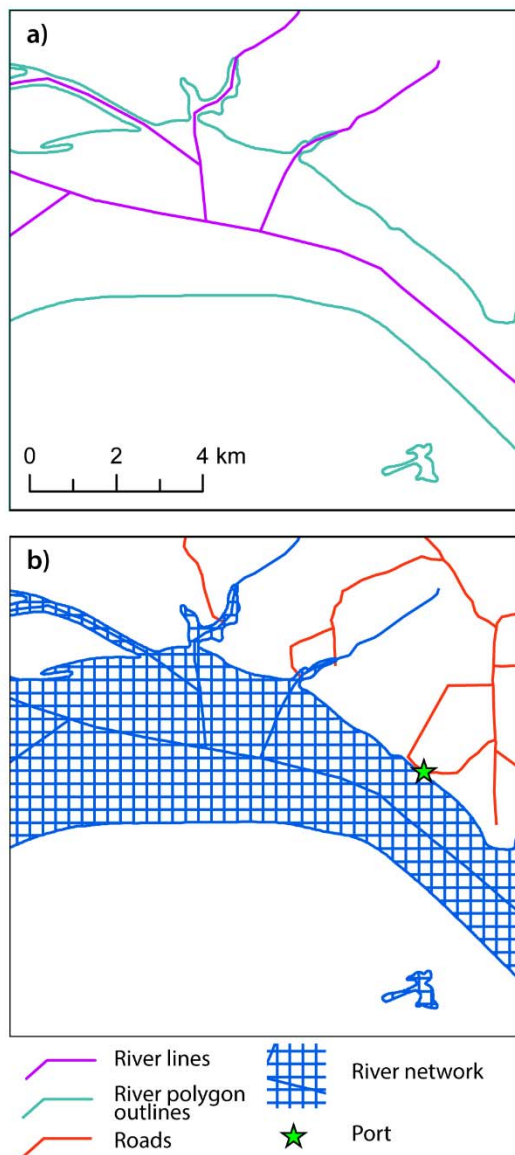 a)
0 2 4 km
b)
River lines
River polygon
outlines
Roads
River network
Port